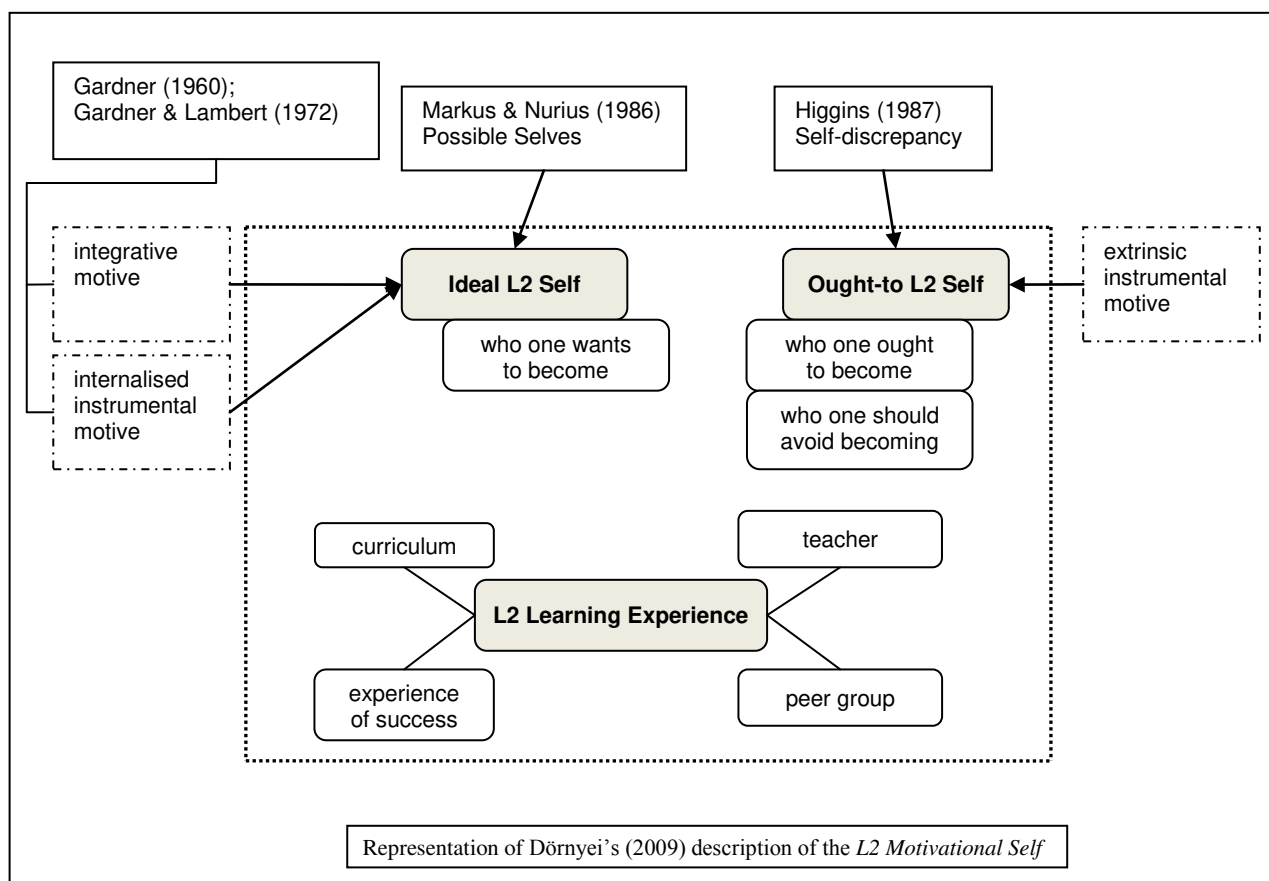 Gardner (1960);
Gardner & Lambert (1972)
Markus & Nurius (1986)
Possible Selves
Higgins (1987)
Self-discrepancy
integrative
motive
internalised
instrumental
motive
Ideal L2 Self
who one wants
to become
Ought-to L2 Self
who one ought
to become
who one should
avoid becoming
extrinsic
instrumental
motive
curriculum
teacher
L2 Learning Experience
experience
of success
peer group
Representation of Dörnyei’s (2009) description of the L2 Motivational Self